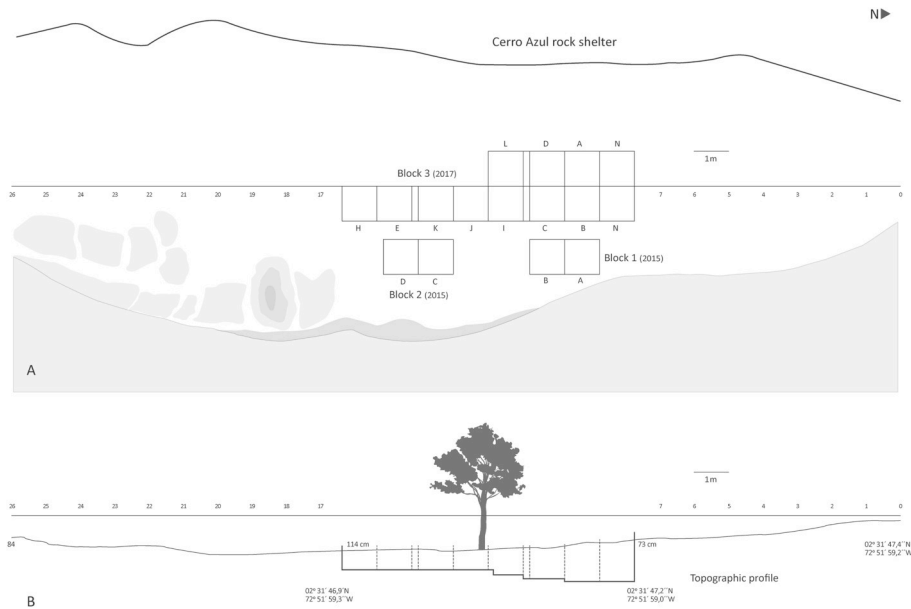 N
Cerro Azul rock shelter
L D A N
1m
Block 3 (2017)
26 25 24 23 22 21 20 19 18 17 7 6 5 4 3 2 1 0
H E K J I C B N
Block 1 (2015)
D C B A
Block 2 (2015)
A
1m
26 25 24 23 22 21 20 19 18 17 7 6 5 4 3 2 1 0
84 114 cm 73 cm
02° 31´ 47,4´´N
72° 51´ 59,2´´W
Topographic profile
02° 31´ 46,9´N
72° 51´ 59,3´´W
02° 31´ 47,2´´N
72° 51´ 59,0´´W
B